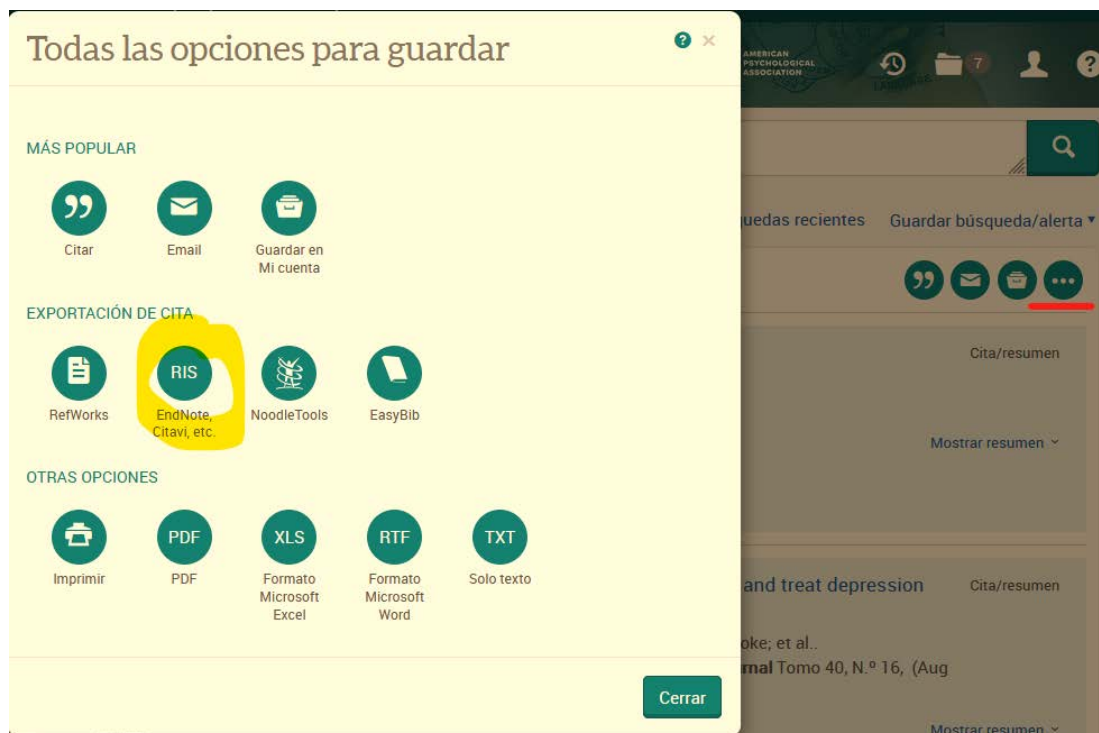 Todas las opciones para guardar
AMERICAN
PSYCHOLOGICAL
ASSOCIATION
7
MÁS POPULAR
Citar
Email
Guardar en
Mi cuenta
recientes
Guardar búsqueda/alerta
EXPORTACIÓN DE CITA
RefWorks
RIS
EndNote,
Citavi, etc.
NoodleTools
EasyBib
Cita/resumen
Mostrar resumen
OTRAS OPCIONES
Imprimir
PDF
PDF
XLS
Formato
Microsoft
Excel
RTF
Formato
Microsoft
Word
TXT
Solo texto
and treat depression
Cita/resumen
oke; et al..
rnal Tomo 40, N.º 16, (Aug
Mostrar resumen
Cerrar